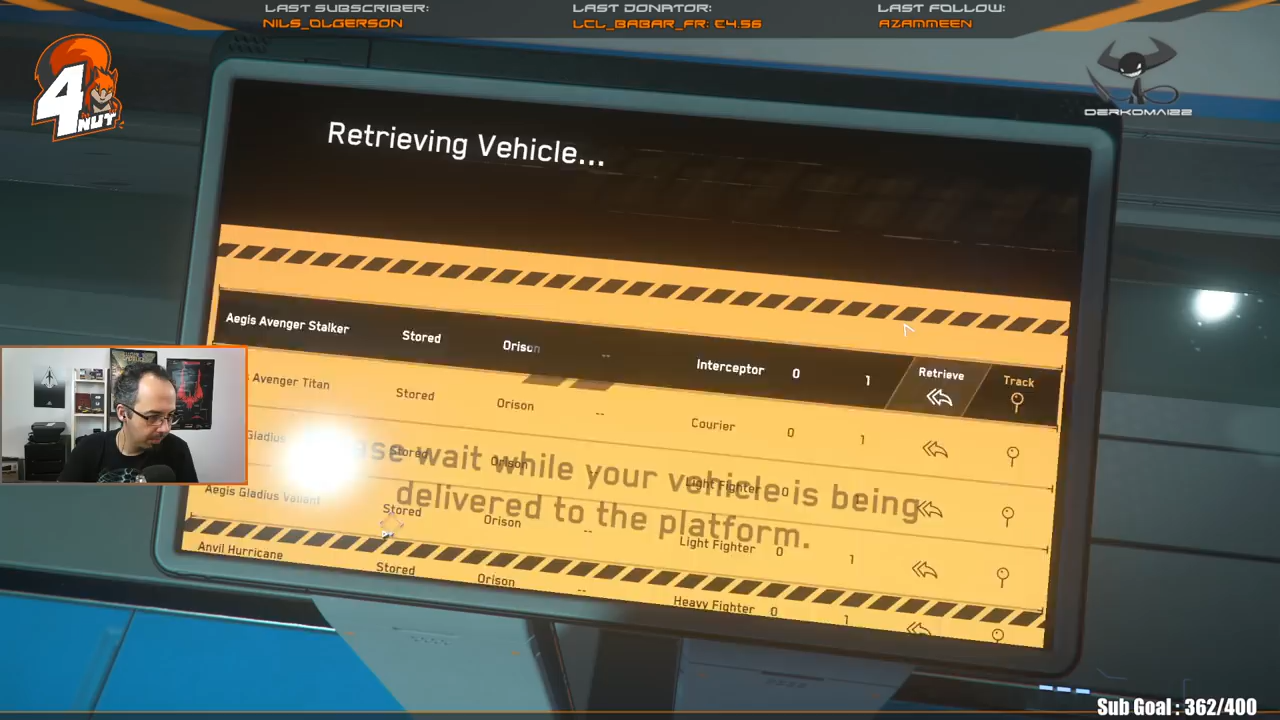 LAST SUBSCRIBER:
NILS_OLGERSON
LAST DONATOR:
LCL_BABAR_FR: €4.56
LAST FOLLOW:
AZAMMEEN
4
NUT
DERKOMAI22
Retrieving Vehicle...
Aegis Avenger Stalker Stored Orison -- Interceptor 0 1 Retrieve Track
Avenger Titan Stored Orison -- Courier 0 1
Gladius Stored Orison Light Fighter 0
wait while your vehicle is being
Aegis Gladius Valiant Stored Orison -- Light Fighter 0 1
delivered to the platform.
Anvil Hurricane Stored Orison -- Heavy Fighter 0 1
Sub Goal : 362/400